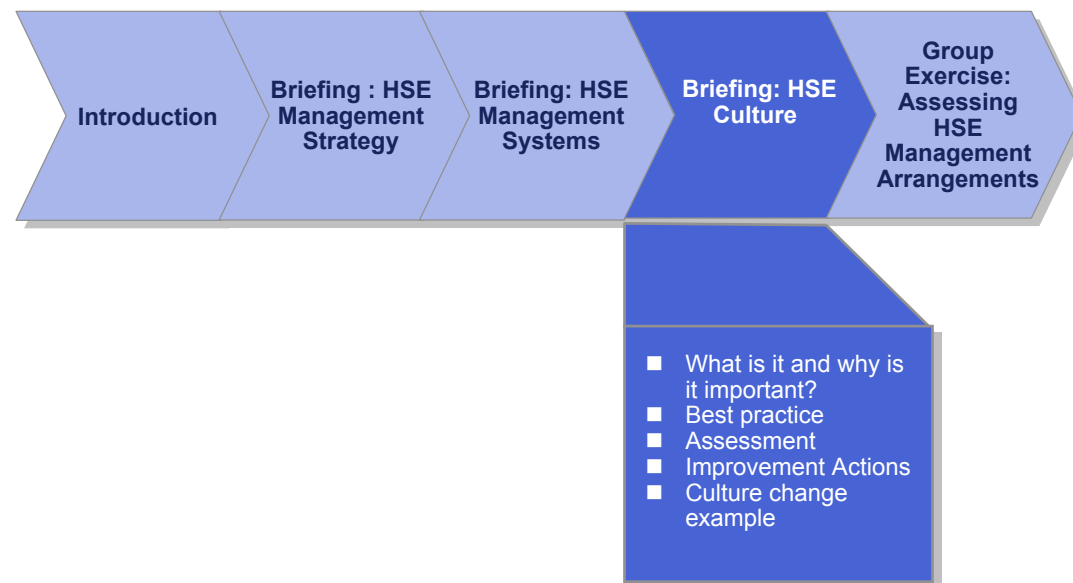 Introduction
Briefing : HSE
Management
Strategy
Briefing: HSE
Management
Systems
Briefing: HSE
Culture
Group
Exercise:
Assessing
HSE
Management
Arrangements
■ What is it and why is
it important?
■ Best practice
■ Assessment
■ Improvement Actions
■ Culture change
example